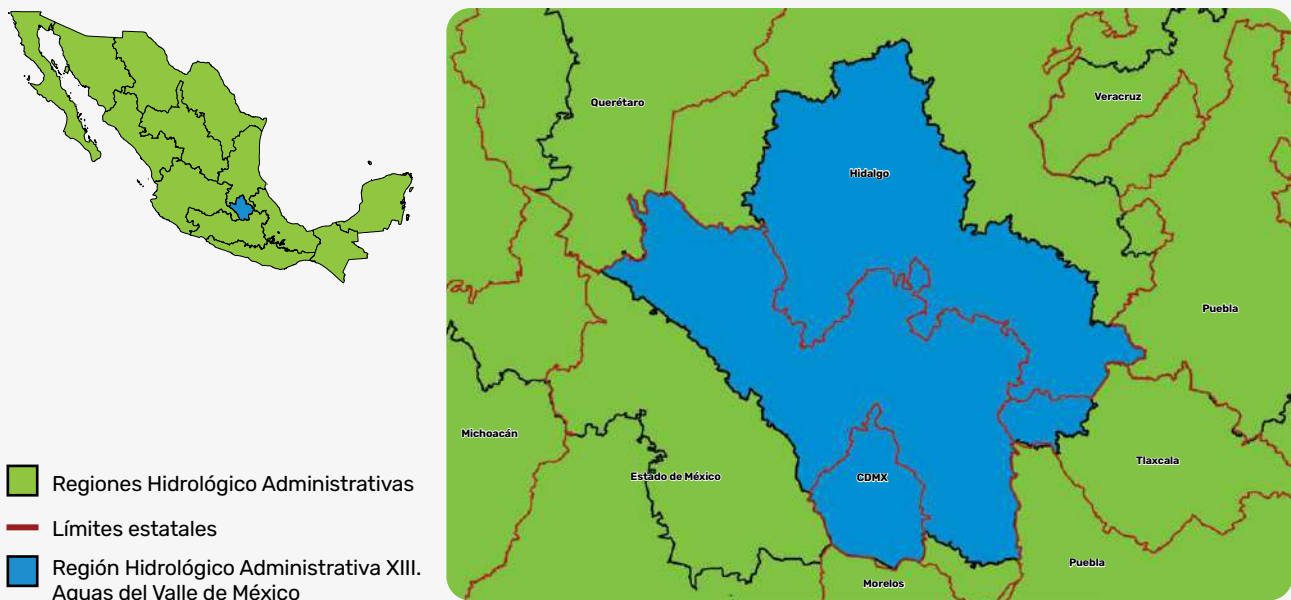 Querétaro
Veracruz
Hidalgo
Puebla
Michoacán
Estado de México
CDMX
Tlaxcala
Puebla
Morelos
Regiones Hidrológico Administrativas
Límites estatales
Región Hidrológico Administrativa XIII.
Aguas del Valle de México